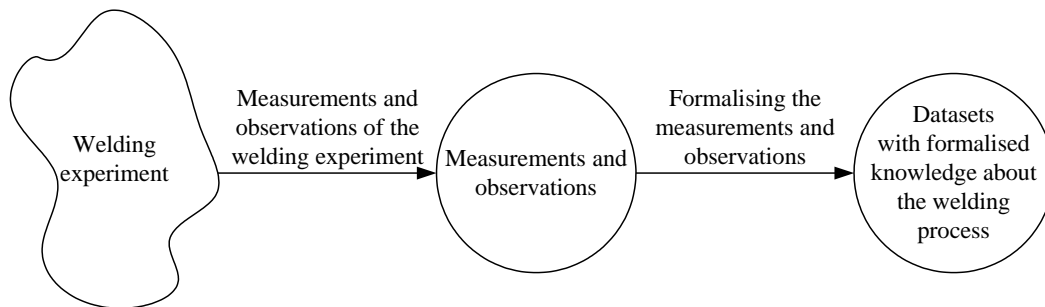 Welding
experiment
Measurements and
observations of the
welding experiment
Measurements and
observations
Formalising the
measurements and
observations
Datasets
with formalised
knowledge about
the welding
process